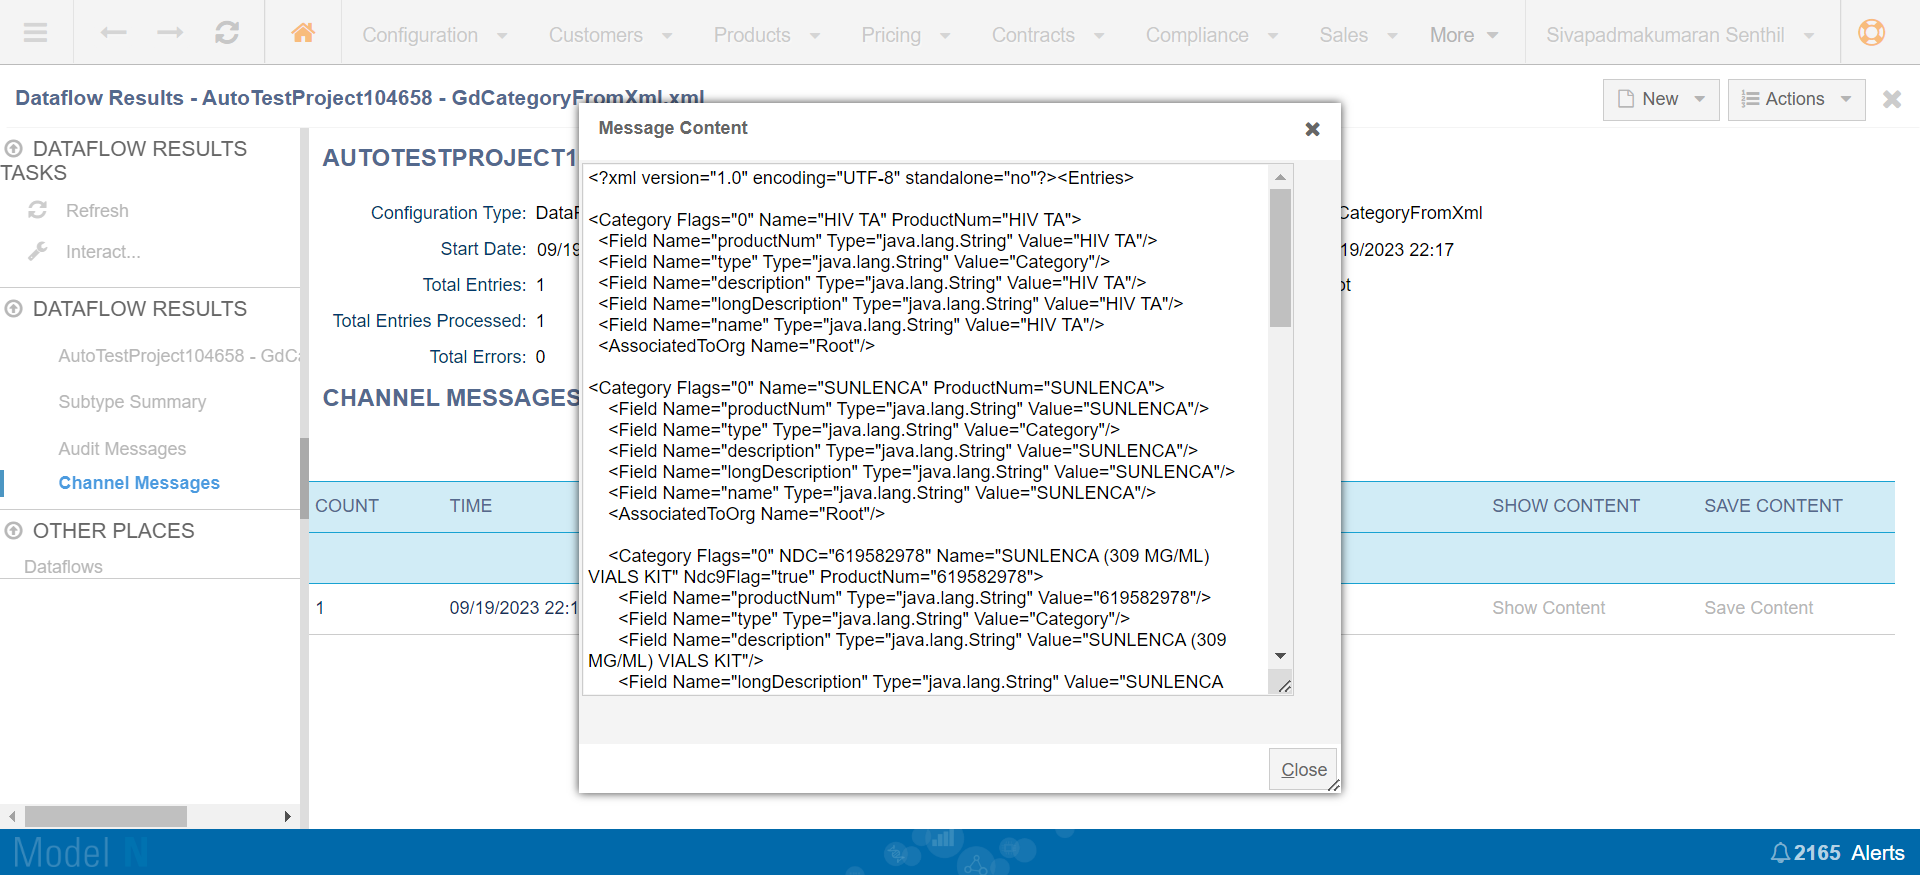 Configuration Customers Products Pricing Contracts Compliance Sales More Sivapadmakumaran Senthil
Dataflow Results - AutoTestProject104658 - GdCategoryFromXml.xml
New Actions
DATAFLOW RESULTS
TASKS
Refresh
Interact...
DATAFLOW RESULTS
AutoTestProject104658 - GdC
Subtype Summary
Audit Messages
Channel Messages
OTHER PLACES
Dataflows
AUTOTESTPROJECT1
Configuration Type: DataF
CategoryFromXml
Start Date: 09/19
19/2023 22:17
Total Entries: 1
ot
Total Entries Processed: 1
Total Errors: 0
CHANNEL MESSAGES
COUNT TIME SHOW CONTENT SAVE CONTENT
1 09/19/2023 22:1 Show Content Save Content
Message Content
<?xml version="1.0" encoding="UTF-8" standalone="no"?><Entries>
<Category Flags="0" Name="HIV TA" ProductNum="HIV TA">
<Field Name="productNum" Type="java.lang.String" Value="HIV TA"/>
<Field Name="type" Type="java.lang.String" Value="Category"/>
<Field Name="description" Type="java.lang.String" Value="HIV TA"/>
<Field Name="longDescription" Type="java.lang.String" Value="HIV TA"/>
<Field Name="name" Type="java.lang.String" Value="HIV TA"/>
<AssociatedToOrg Name="Root"/>
<Category Flags="0" Name="SUNLENCA" ProductNum="SUNLENCA">
<Field Name="productNum" Type="java.lang.String" Value="SUNLENCA"/>
<Field Name="type" Type="java.lang.String" Value="Category"/>
<Field Name="description" Type="java.lang.String" Value="SUNLENCA"/>
<Field Name="longDescription" Type="java.lang.String" Value="SUNLENCA"/>
<Field Name="name" Type="java.lang.String" Value="SUNLENCA"/>
<AssociatedToOrg Name="Root"/>
<Category Flags="0" NDC="619582978" Name="SUNLENCA (309 MG/ML)
VIALS KIT" Ndc9Flag="true" ProductNum="619582978">
<Field Name="productNum" Type="java.lang.String" Value="619582978"/>
<Field Name="type" Type="java.lang.String" Value="Category"/>
<Field Name="description" Type="java.lang.String" Value="SUNLENCA (309
MG/ML) VIALS KIT"/>
<Field Name="longDescription" Type="java.lang.String" Value="SUNLENCA
Close
Model N
2165 Alerts